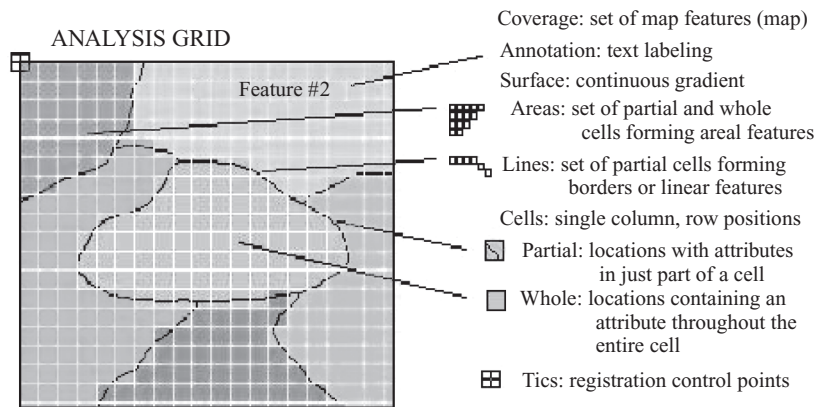 ANALYSIS GRID
Feature #2
Coverage: set of map features (map)
Annotation: text labeling
Surface: continuous gradient
Areas: set of partial and whole
cells forming areal features
Lines: set of partial cells forming
borders or linear features
Cells: single column, row positions
Partial: locations with attributes
in just part of a cell
Whole: locations containing an
attribute throughout the
entire cell
Tics: registration control points